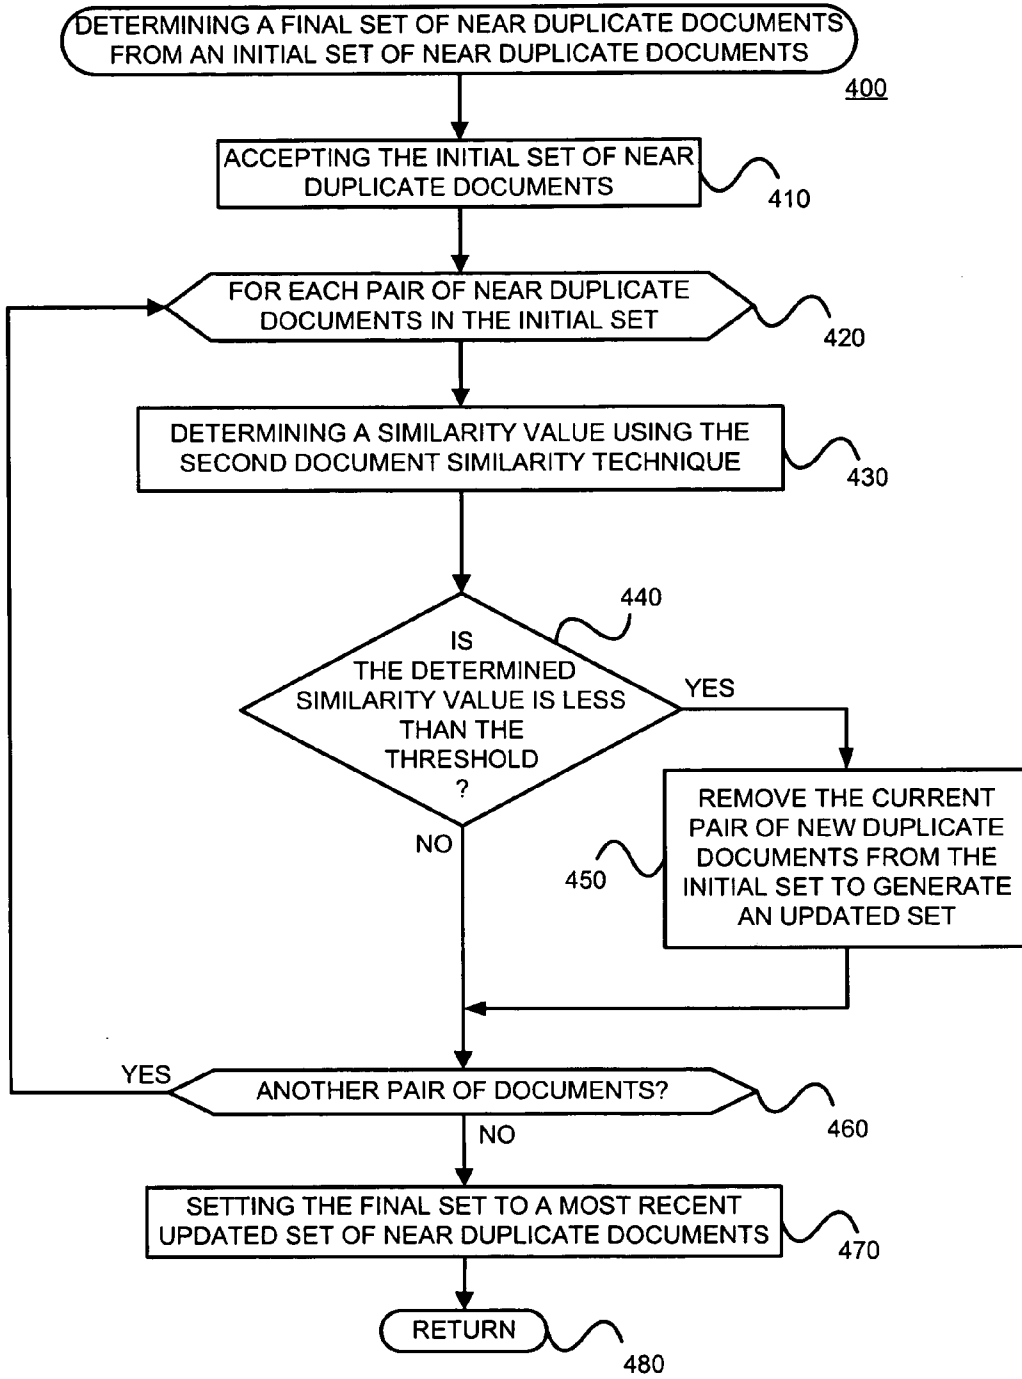 DETERMINING A FINAL SET OF NEAR DUPLICATE DOCUMENTS
FROM AN INITIAL SET OF NEAR DUPLICATE DOCUMENTS
400
ACCEPTING THE INITIAL SET OF NEAR
DUPLICATE DOCUMENTS
410
FOR EACH PAIR OF NEAR DUPLICATE
DOCUMENTS IN THE INITIAL SET
420
DETERMINING A SIMILARITY VALUE USING THE
SECOND DOCUMENT SIMILARITY TECHNIQUE
430
440
IS
THE DETERMINED
SIMILARITY VALUE IS LESS
THAN THE
THRESHOLD
?
YES
NO
REMOVE THE CURRENT
PAIR OF NEW DUPLICATE
DOCUMENTS FROM THE
INITIAL SET TO GENERATE
AN UPDATED SET
450
YES
ANOTHER PAIR OF DOCUMENTS?
460
NO
SETTING THE FINAL SET TO A MOST RECENT
UPDATED SET OF NEAR DUPLICATE DOCUMENTS
470
RETURN
480